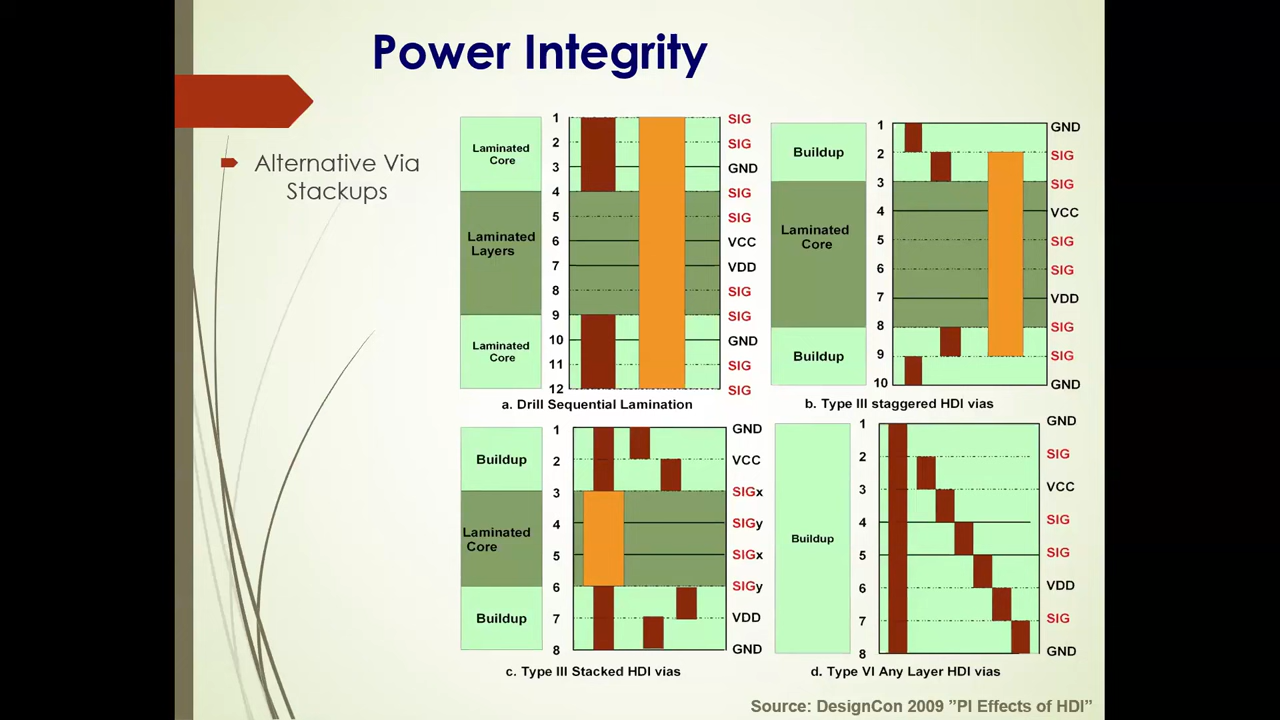 Power Integrity
Alternative Via
Stackups
Laminated
Core
Laminated
Layers
Laminated
Core
1
2
3
4
5
6
7
8
9
10
11
12
SIG
SIG
GND
SIG
SIG
VCC
VDD
SIG
SIG
GND
SIG
SIG
a. Drill Sequential Lamination
Buildup
Laminated
Core
Buildup
1
2
3
4
5
6
7
8
9
10
GND
SIG
SIG
VCC
SIG
SIG
VDD
SIG
SIG
GND
b. Type III staggered HDI vias
Buildup
Laminated
Core
Buildup
1
2
3
4
5
6
7
8
GND
VCC
SIGx
SIGy
SIGx
SIGy
VDD
GND
c. Type III Stacked HDI vias
Buildup
1
2
3
4
5
6
7
8
GND
SIG
VCC
SIG
SIG
VDD
SIG
GND
d. Type VI Any Layer HDI vias
Source: DesignCon 2009 ”PI Effects of HDI”